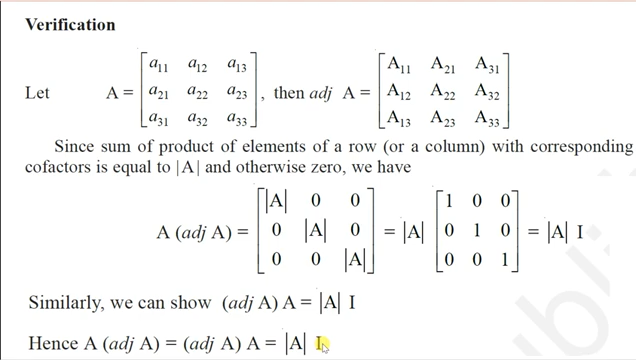 Verification
Let A = [a₁₁ a₁₂ a₁₃
a₂₁ a₂₂ a₂₃
a₃₁ a₃₂ a₃₃], then adj A = [A₁₁ A₂₁ A₃₁
A₁₂ A₂₂ A₃₂
A₁₃ A₂₃ A₃₃]
Since sum of product of elements of a row (or a column) with corresponding
cofactors is equal to |A| and otherwise zero, we have
A (adj A) = [|A| 0 0
0 |A| 0
0 0 |A|] = |A| [1 0 0
0 1 0
0 0 1] = |A| I
Similarly, we can show (adj A) A = |A| I
Hence A (adj A) = (adj A) A = |A| I